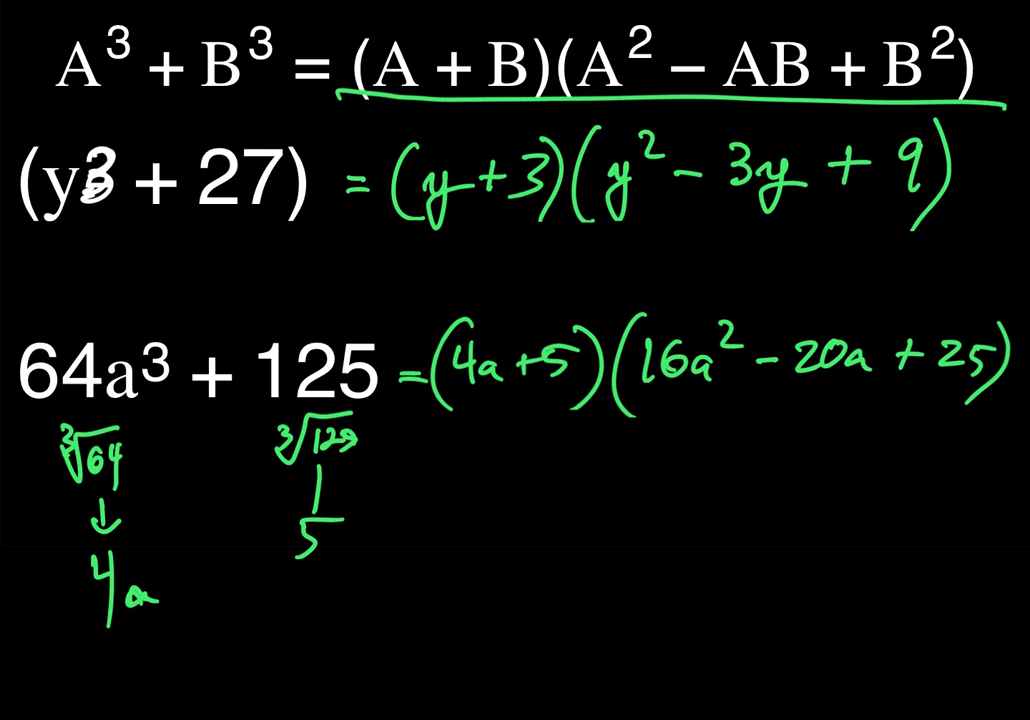 A³ + B³ = (A + B)(A² − AB + B²)
(y3 + 27) = (y+3)(y² − 3y + 9)
64a³ + 125 = (4a+5)(16a² − 20a + 25)
∛64 ∛125
↓ |
4a 5